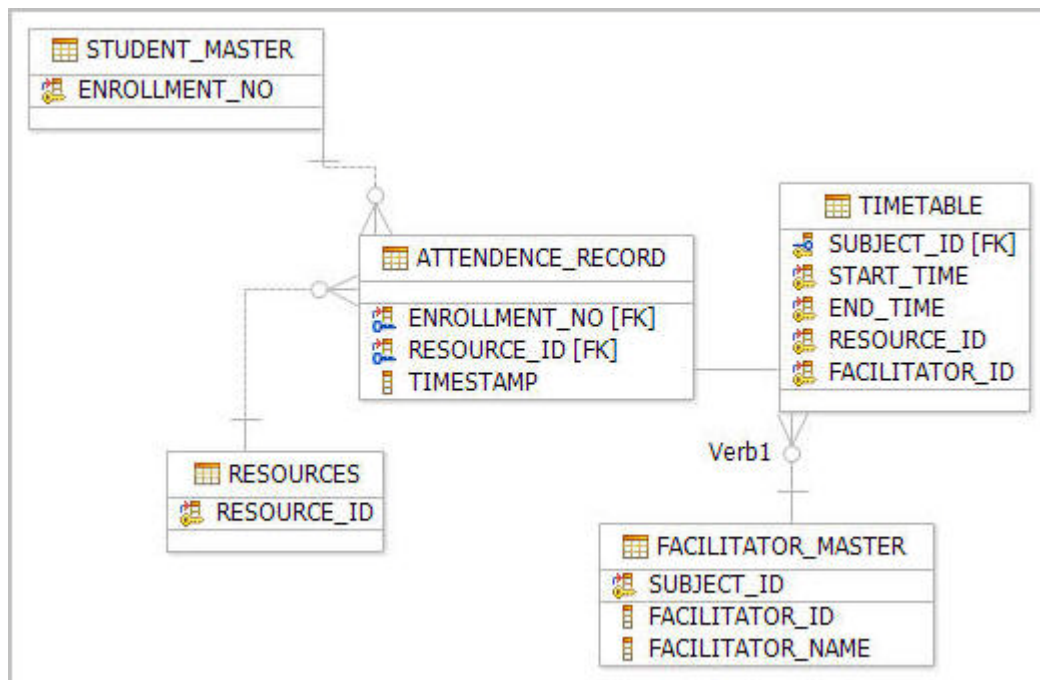 STUDENT_MASTER
ENROLLMENT_NO
ATTENDENCE_RECORD
ENROLLMENT_NO [FK]
RESOURCE_ID [FK]
TIMESTAMP
TIMETABLE
SUBJECT_ID [FK]
START_TIME
END_TIME
RESOURCE_ID
FACILITATOR_ID
Verb1
RESOURCES
RESOURCE_ID
FACILITATOR_MASTER
SUBJECT_ID
FACILITATOR_ID
FACILITATOR_NAME